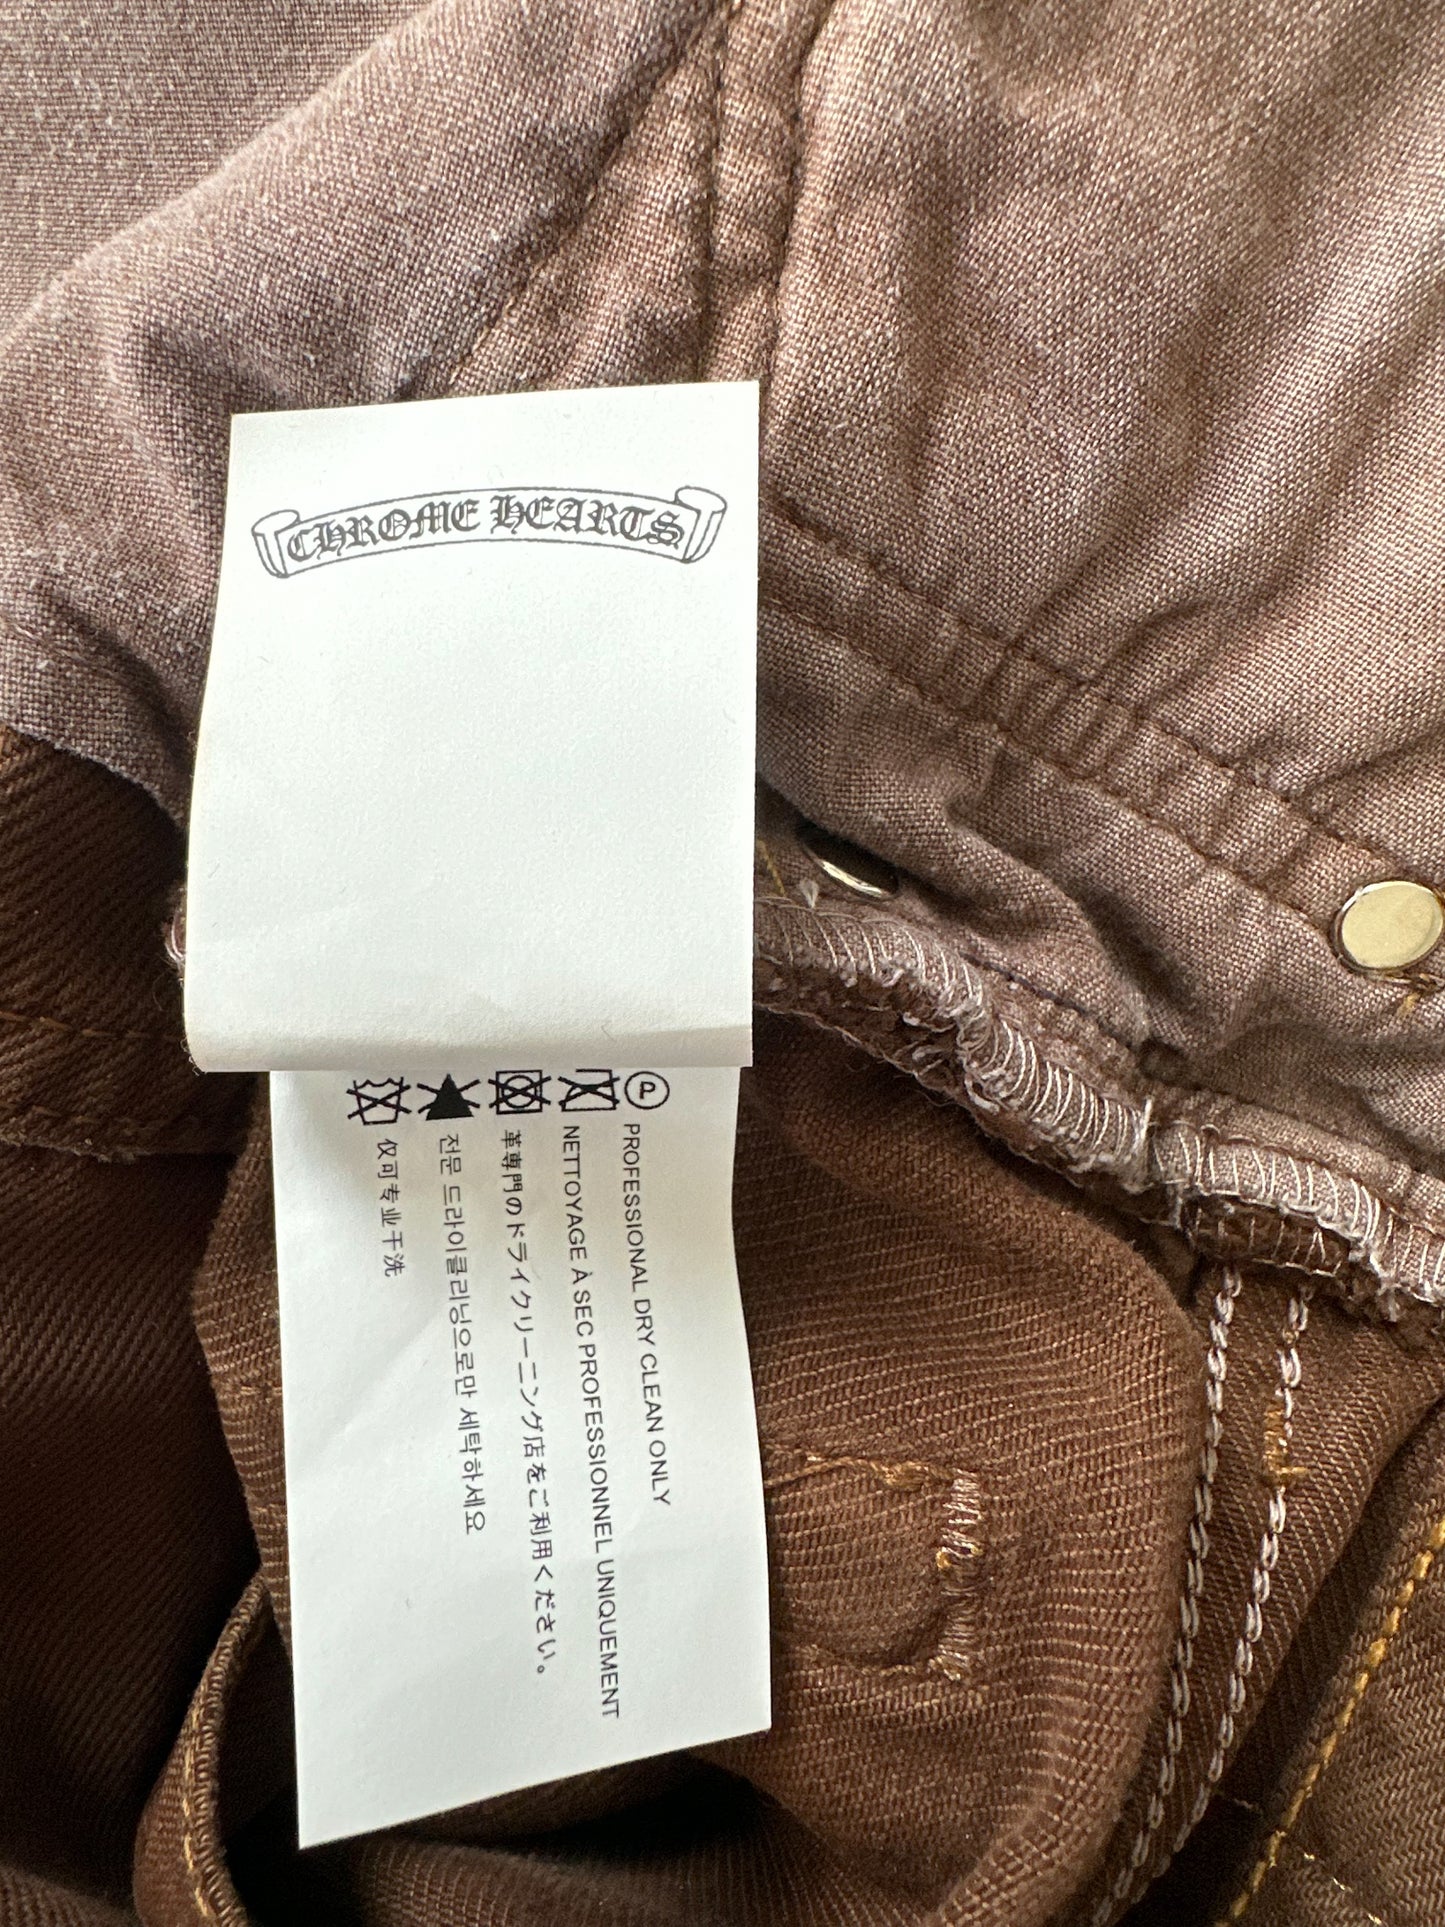 CHROME HEARTS
P
PROFESSIONAL DRY CLEAN ONLY
NETTOYAGE À SEC PROFESSIONNEL UNIQUEMENT
革専門のドライクリーニング店をご利用ください。
전문 드라이클리닝으로만 세탁하세요
仅可专业干洗